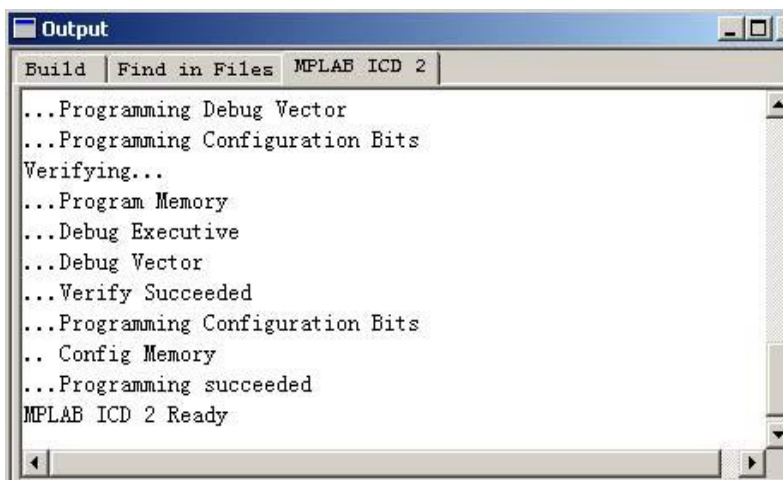 Output
Build Find in Files MPLAB ICD 2
...Programming Debug Vector
...Programming Configuration Bits
Verifying...
...Program Memory
...Debug Executive
...Debug Vector
...Verify Succeeded
...Programming Configuration Bits
.. Config Memory
...Programming succeeded
MPLAB ICD 2 Ready